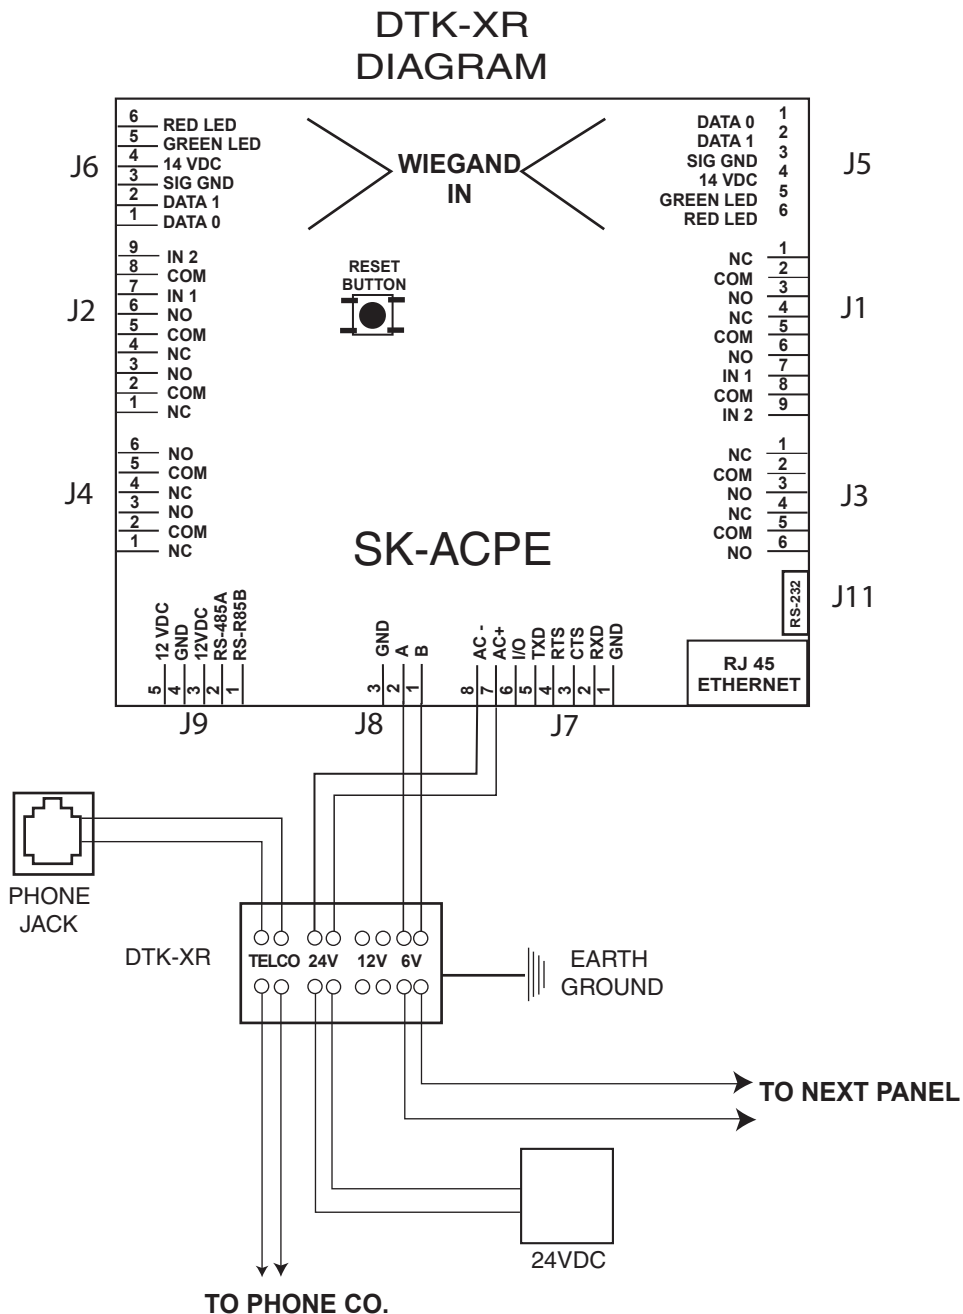 DTK-XR
DIAGRAM
J6
6 RED LED
5 GREEN LED
4 14 VDC
3 SIG GND
2 DATA 1
1 DATA 0
WIEGAND
IN
DATA 0 1
DATA 1 2
SIG GND 3
14 VDC 4
GREEN LED 5
RED LED 6
J5
J2
9 IN 2
8 COM
7 IN 1
6 NO
5 COM
4 NC
3 NO
2 COM
1 NC
RESET
BUTTON
NC 1
COM 2
NO 3
NC 4
COM 5
NO 6
IN 1 7
COM 8
IN 2 9
J1
J4
6 NO
5 COM
4 NC
3 NO
2 COM
1 NC
SK-ACPE
NC 1
COM 2
NO 3
NC 4
COM 5
NO 6
J3
RS-232
J11
RJ 45
ETHERNET
5 12 VDC
4 GND
3 12VDC
2 RS-485A
1 RS-R85B
J9
3 GND
2 A
1 B
J8
8 AC -
7 AC+
6 I/O
5 TXD
4 RTS
3 CTS
2 RXD
1 GND
J7
PHONE
JACK
DTK-XR
TELCO 24V 12V 6V
EARTH
GROUND
TO NEXT PANEL
24VDC
TO PHONE CO.